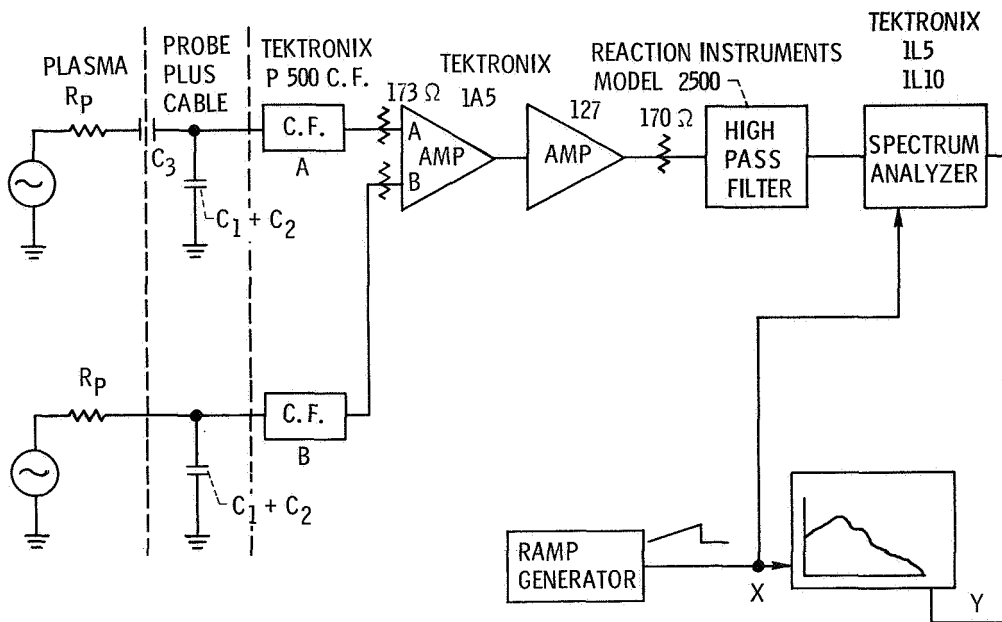 PLASMA
R_P
PROBE
PLUS
CABLE
TEKTRONIX
P 500 C.F.
C.F.
A
C_3
C_1 + C_2
173 Ω
TEKTRONIX
1A5
A
B
AMP
127
AMP
170 Ω
REACTION INSTRUMENTS
MODEL 2500
HIGH
PASS
FILTER
TEKTRONIX
1L5
1L10
SPECTRUM
ANALYZER
R_P
C.F.
B
C_1 + C_2
RAMP
GENERATOR
X
Y